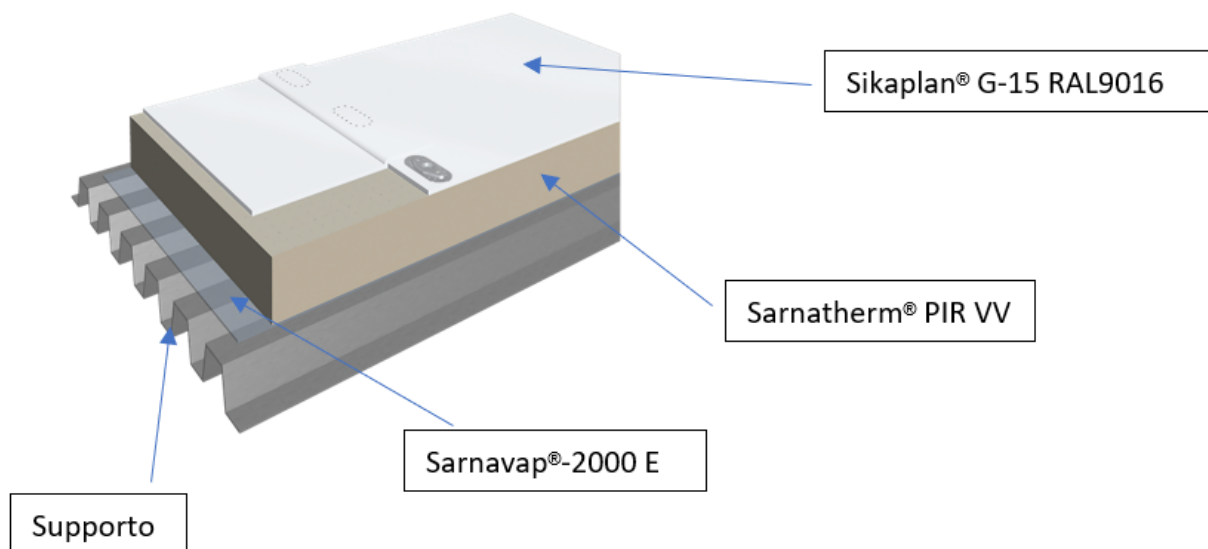 Sikaplan® G-15 RAL9016
Sarnatherm® PIR VV
Sarnavap®-2000 E
Supporto